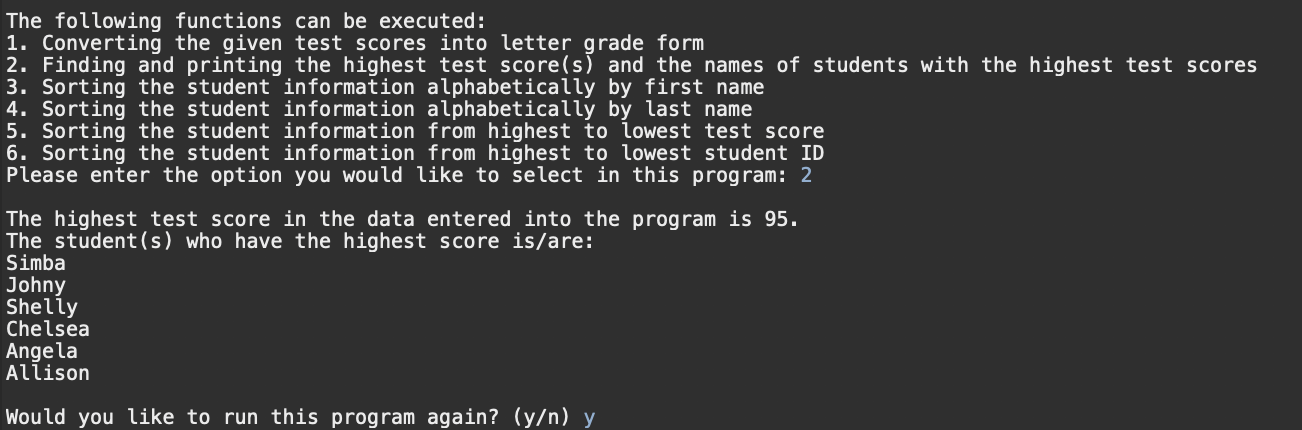 The following functions can be executed:
1. Converting the given test scores into letter grade form
2. Finding and printing the highest test score(s) and the names of students with the highest test scores
3. Sorting the student information alphabetically by first name
4. Sorting the student information alphabetically by last name
5. Sorting the student information from highest to lowest test score
6. Sorting the student information from highest to lowest student ID
Please enter the option you would like to select in this program: 2
The highest test score in the data entered into the program is 95.
The student(s) who have the highest score is/are:
Simba
Johny
Shelly
Chelsea
Angela
Allison
Would you like to run this program again? (y/n) y